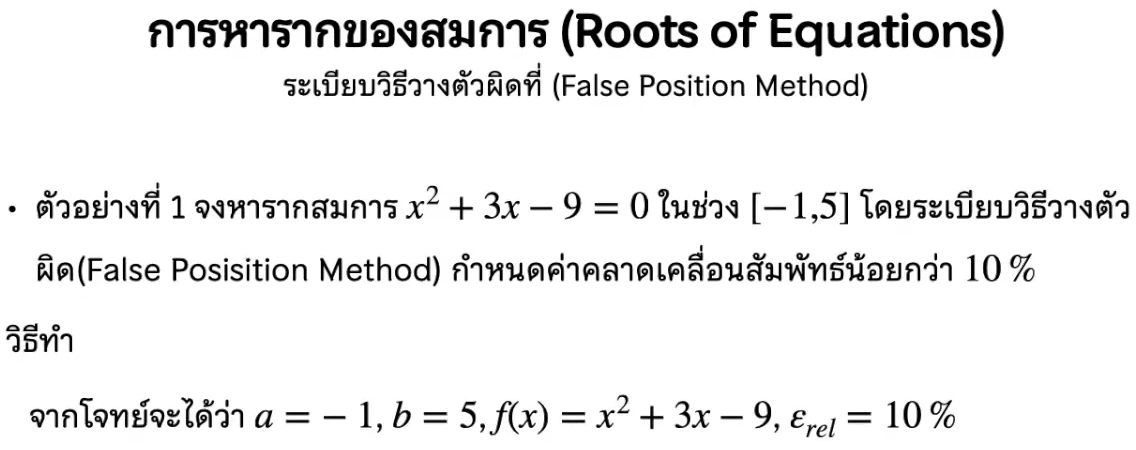 การหารากของสมการ (Roots of Equations)
ระเบียบวิธีวางตัวผิดที่ (False Position Method)
• ตัวอย่างที่ 1 จงหารากสมการ x² + 3x − 9 = 0 ในช่วง [−1,5] โดยระเบียบวิธีวางตัว
ผิด(False Posisition Method) กำหนดค่าคลาดเคลื่อนสัมพัทธ์น้อยกว่า 10 %
วิธีทำ
จากโจทย์จะได้ว่า a = − 1, b = 5, f(x) = x² + 3x − 9, ε_rel = 10 %